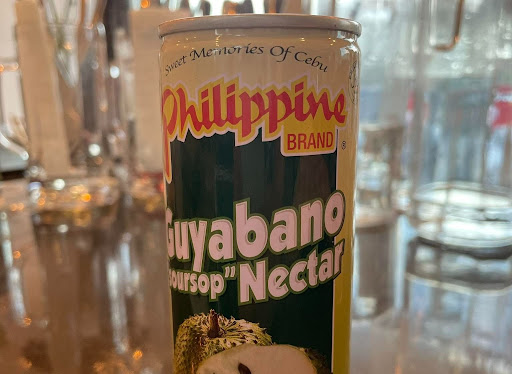 Sweet Memories Of Cebu
Philippine
BRAND ®
Guyabano
Soursop" Nectar